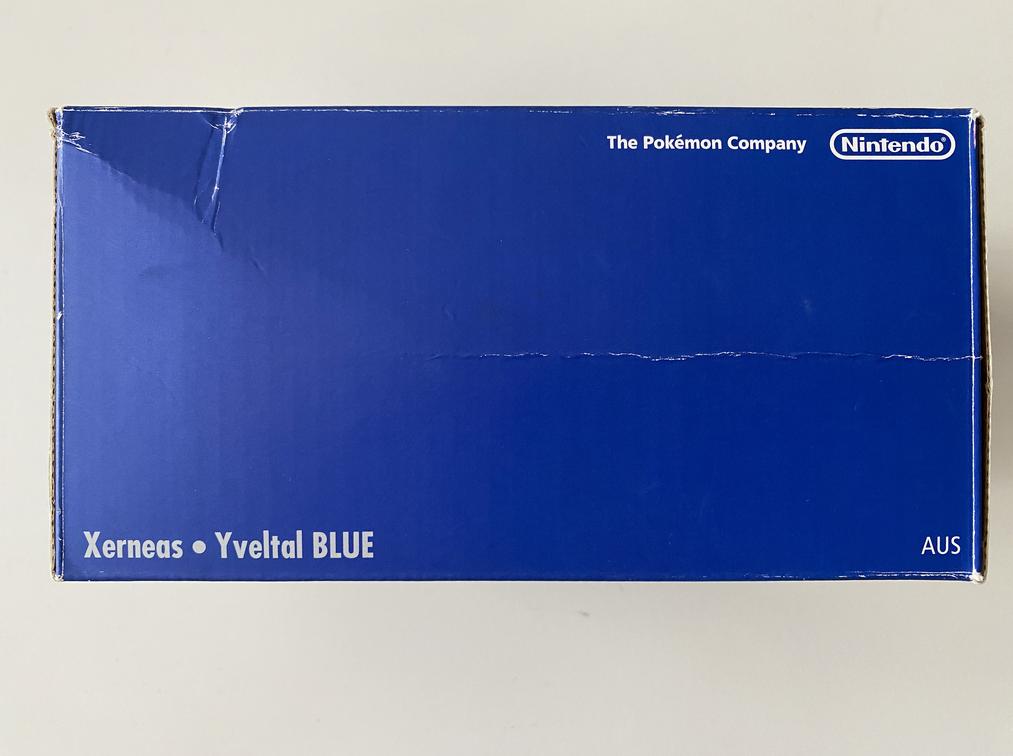 The Pokémon Company Nintendo®
Xerneas • Yveltal BLUE AUS